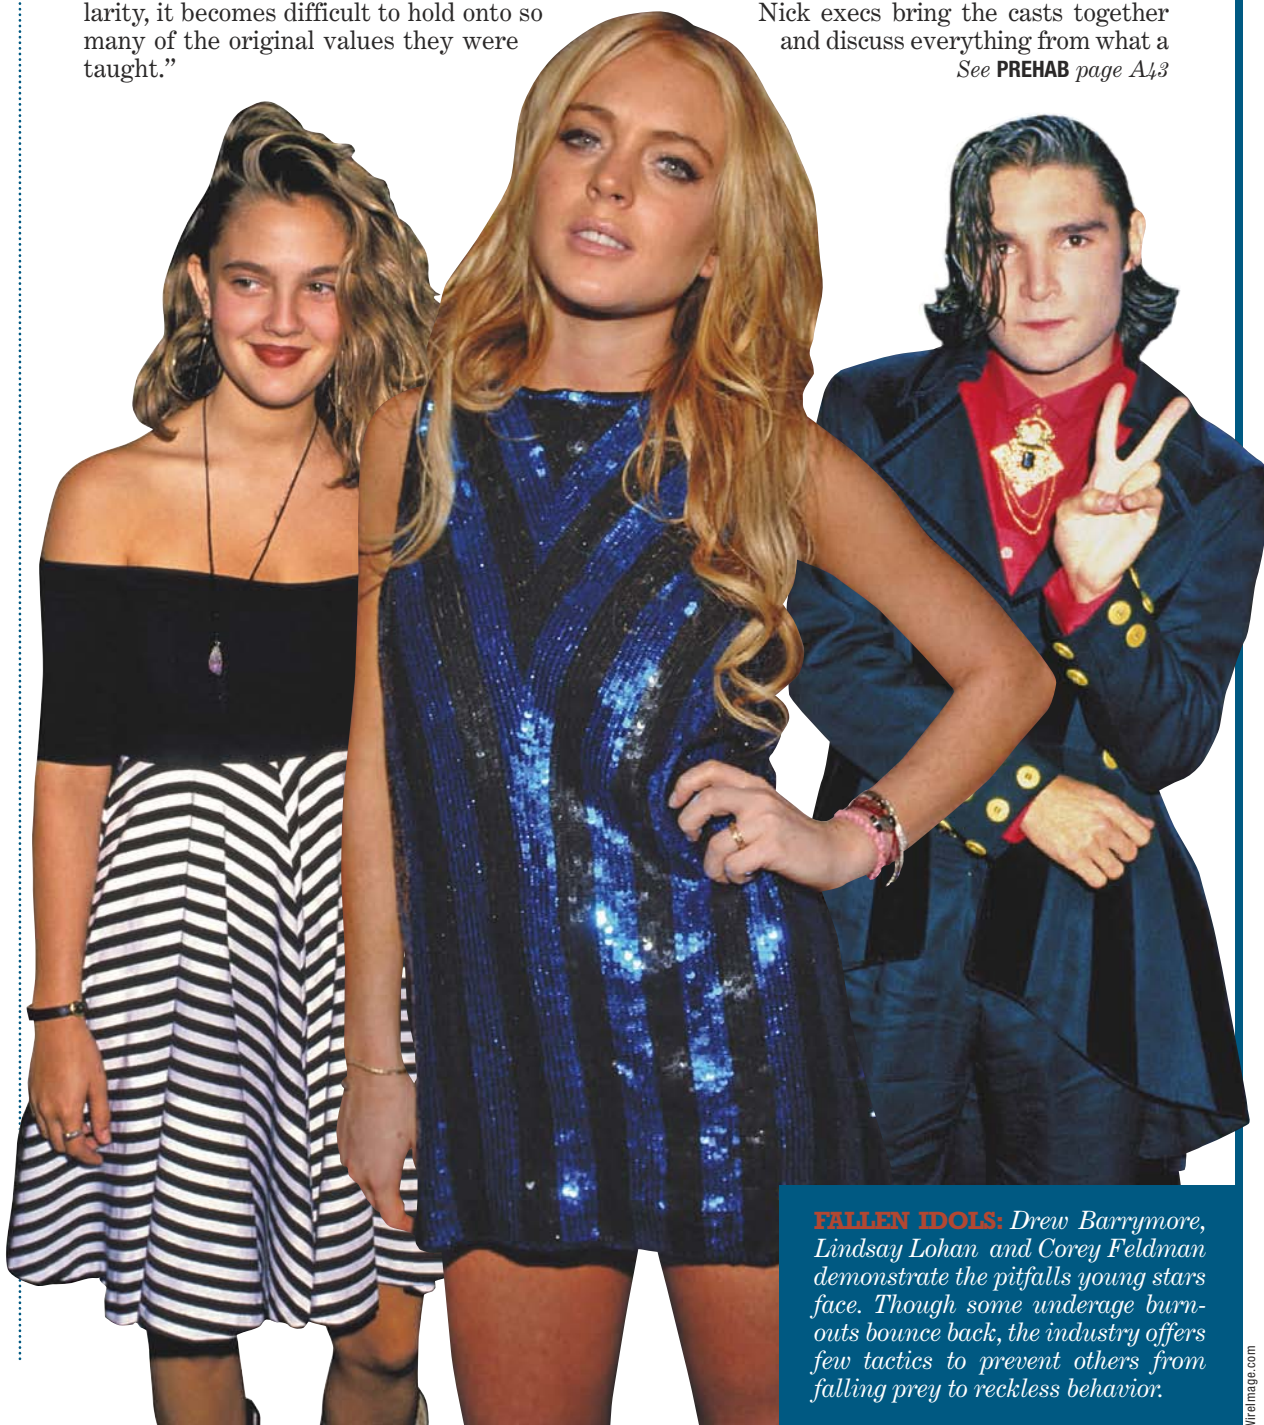 larity, it becomes difficult to hold onto so
many of the original values they were
taught.”
Nick execs bring the casts together
and discuss everything from what a
See PREHAB page A43
FALLEN IDOLS: Drew Barrymore,
Lindsay Lohan and Corey Feldman
demonstrate the pitfalls young stars
face. Though some underage burn-
outs bounce back, the industry offers
few tactics to prevent others from
falling prey to reckless behavior.
WireImage.com